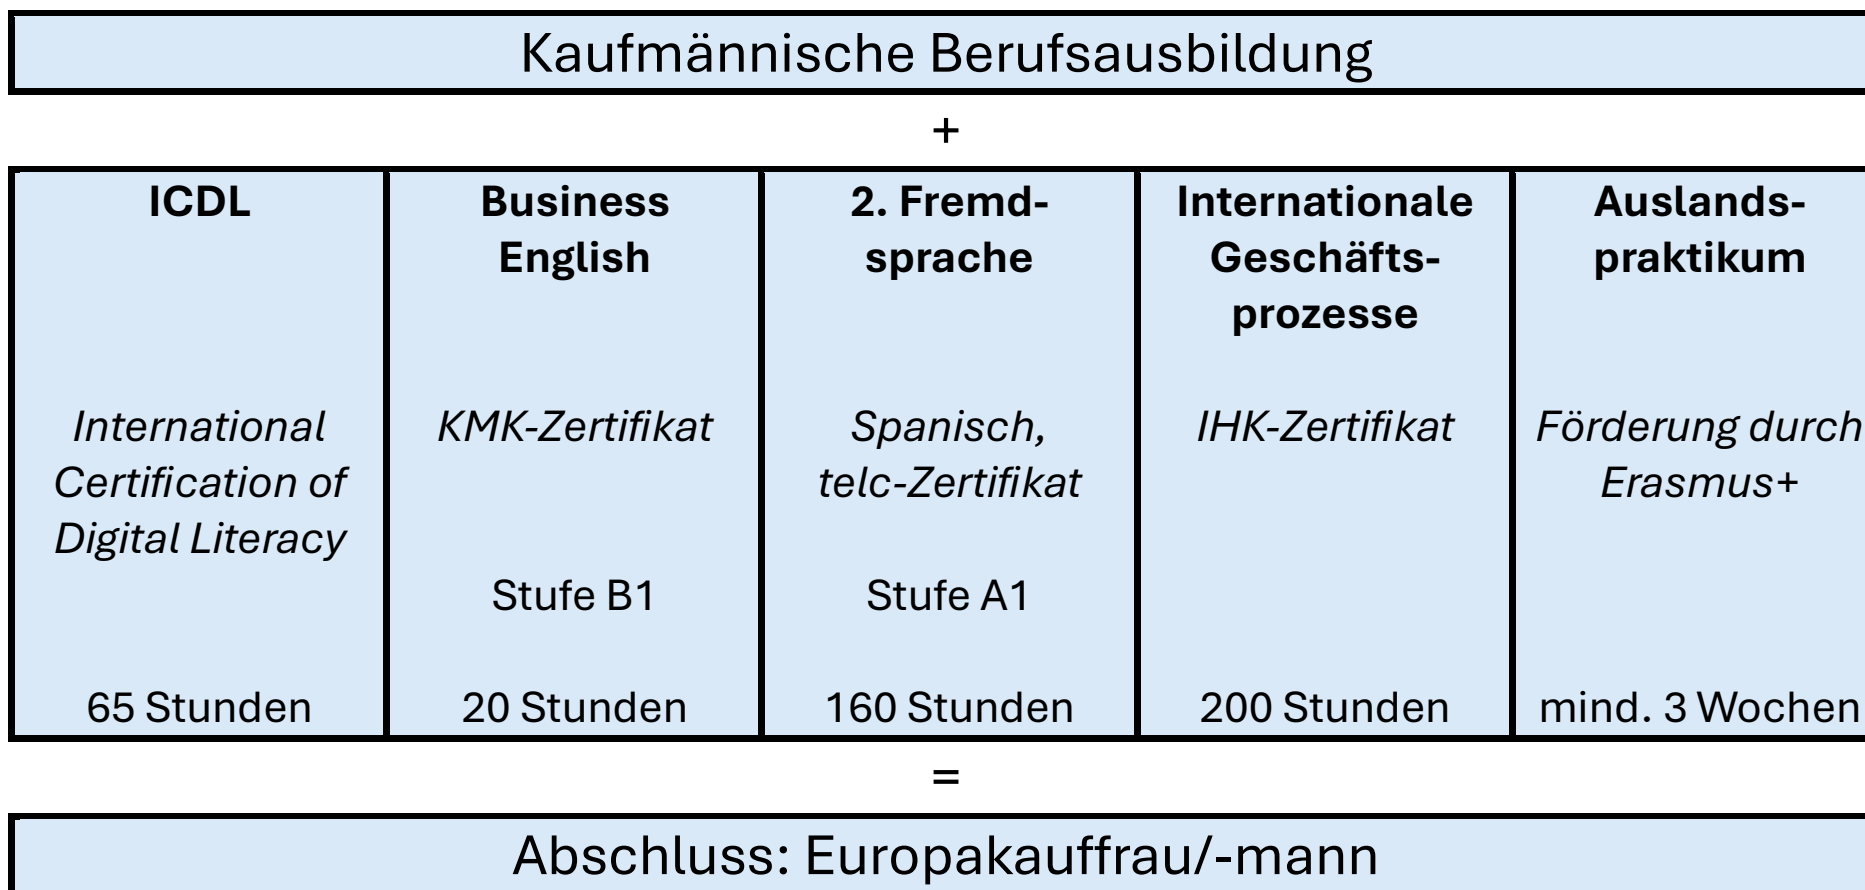 Kaufmännische Berufsausbildung
+
ICDL
International
Certification of
Digital Literacy
65 Stunden
Business
English
KMK-Zertifikat
Stufe B1
20 Stunden
2. Fremd-
sprache
Spanisch,
telc-Zertifikat
Stufe A1
160 Stunden
Internationale
Geschäfts-
prozesse
IHK-Zertifikat
200 Stunden
Auslands-
praktikum
Förderung durch
Erasmus+
mind. 3 Wochen
=
Abschluss: Europakauffrau/-mann